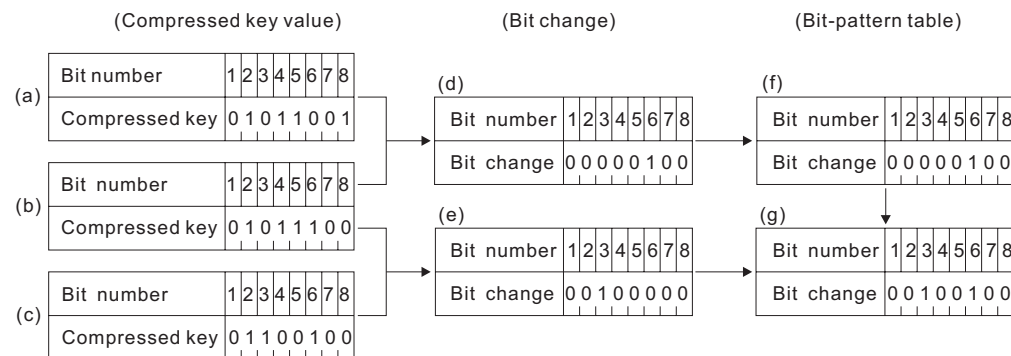 (Compressed key value) (Bit change) (Bit-pattern table)
(a)
Bit number 1 2 3 4 5 6 7 8
Compressed key 0 1 0 1 1 0 0 1
(b)
Bit number 1 2 3 4 5 6 7 8
Compressed key 0 1 0 1 1 1 0 0
(c)
Bit number 1 2 3 4 5 6 7 8
Compressed key 0 1 1 0 0 1 0 0
(d)
Bit number 1 2 3 4 5 6 7 8
Bit change 0 0 0 0 0 1 0 0
(e)
Bit number 1 2 3 4 5 6 7 8
Bit change 0 0 1 0 0 0 0 0
(f)
Bit number 1 2 3 4 5 6 7 8
Bit change 0 0 0 0 0 1 0 0
(g)
Bit number 1 2 3 4 5 6 7 8
Bit change 0 0 1 0 0 1 0 0